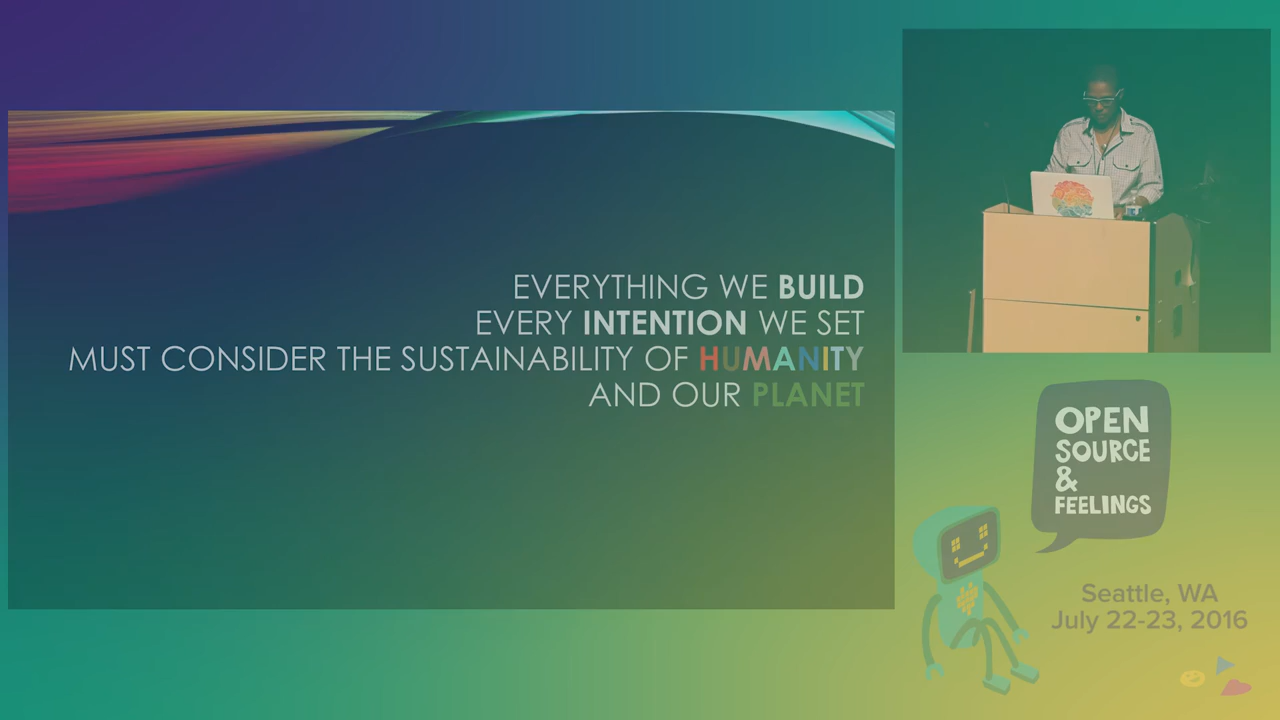 EVERYTHING WE BUILD
EVERY INTENTION WE SET
MUST CONSIDER THE SUSTAINABILITY OF HUMANITY
AND OUR PLANET
OPEN
SOURCE
&
FEELINGS
Seattle, WA
July 22-23, 2016